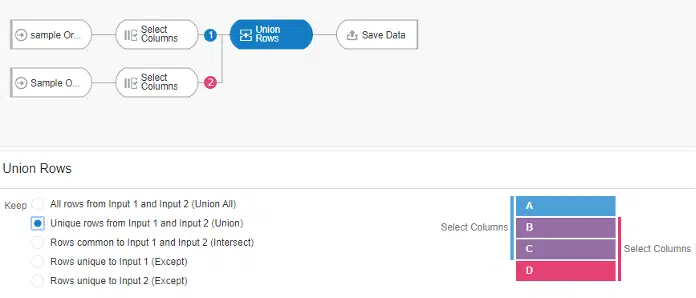 sample Or...
Select
Columns
1
Union
Rows
Save Data
Sample O...
Select
Columns
2
Union Rows
Keep
All rows from Input 1 and Input 2 (Union All)
Unique rows from Input 1 and Input 2 (Union)
Rows common to Input 1 and Input 2 (Intersect)
Rows unique to Input 1 (Except)
Rows unique to Input 2 (Except)
A
Select Columns
B
C
Select Columns
D